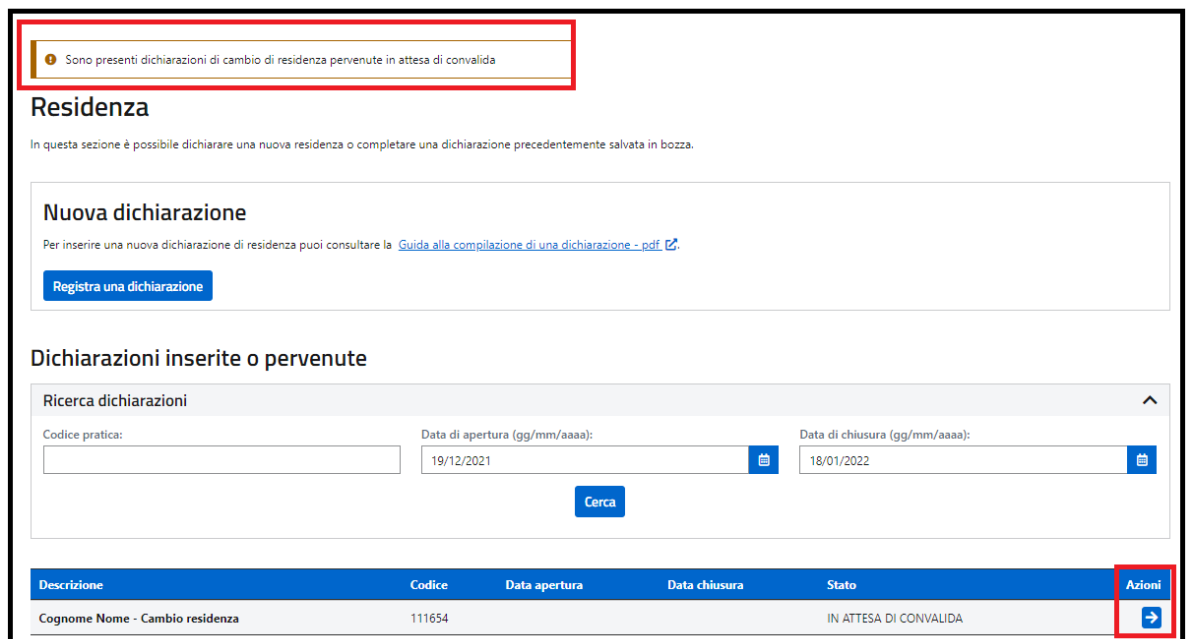 Sono presenti dichiarazioni di cambio di residenza pervenute in attesa di convalida
Residenza
In questa sezione è possibile dichiarare una nuova residenza o completare una dichiarazione precedentemente salvata in bozza.
Nuova dichiarazione
Per inserire una nuova dichiarazione di residenza puoi consultare la Guida alla compilazione di una dichiarazione - pdf .
Registra una dichiarazione
Dichiarazioni inserite o pervenute
Ricerca dichiarazioni
Codice pratica: Data di apertura (gg/mm/aaaa): Data di chiusura (gg/mm/aaaa):
19/12/2021 18/01/2022
Cerca
Descrizione Codice Data apertura Data chiusura Stato Azioni
Cognome Nome - Cambio residenza 111654 IN ATTESA DI CONVALIDA